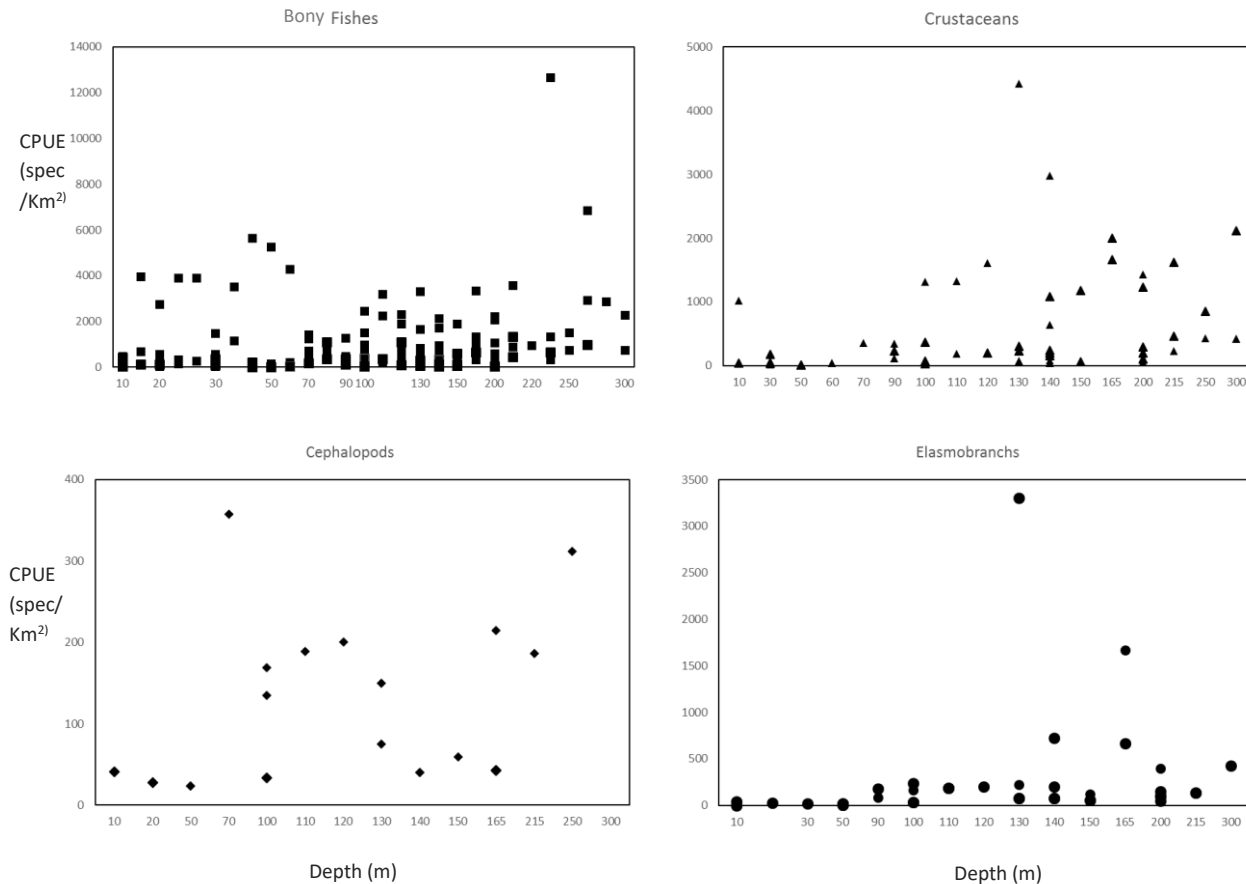 Bony Fishes
Crustaceans
14000
12000
10000
8000
6000
4000
2000
0
CPUE
(spec
/Km²)
10 20 30 50 70 90 100 130 150 200 220 250 300
5000
4000
3000
2000
1000
0
10 30 50 60 70 90 100 110 120 130 140 150 165 200 215 250 300
Cephalopods
Elasmobranchs
400
300
200
100
0
CPUE
(spec/
Km²)
10 20 50 70 100 110 120 130 140 150 165 215 250 300
Depth (m)
3500
3000
2500
2000
1500
1000
500
0
10 20 30 50 90 100 110 120 130 140 150 165 200 215 300
Depth (m)